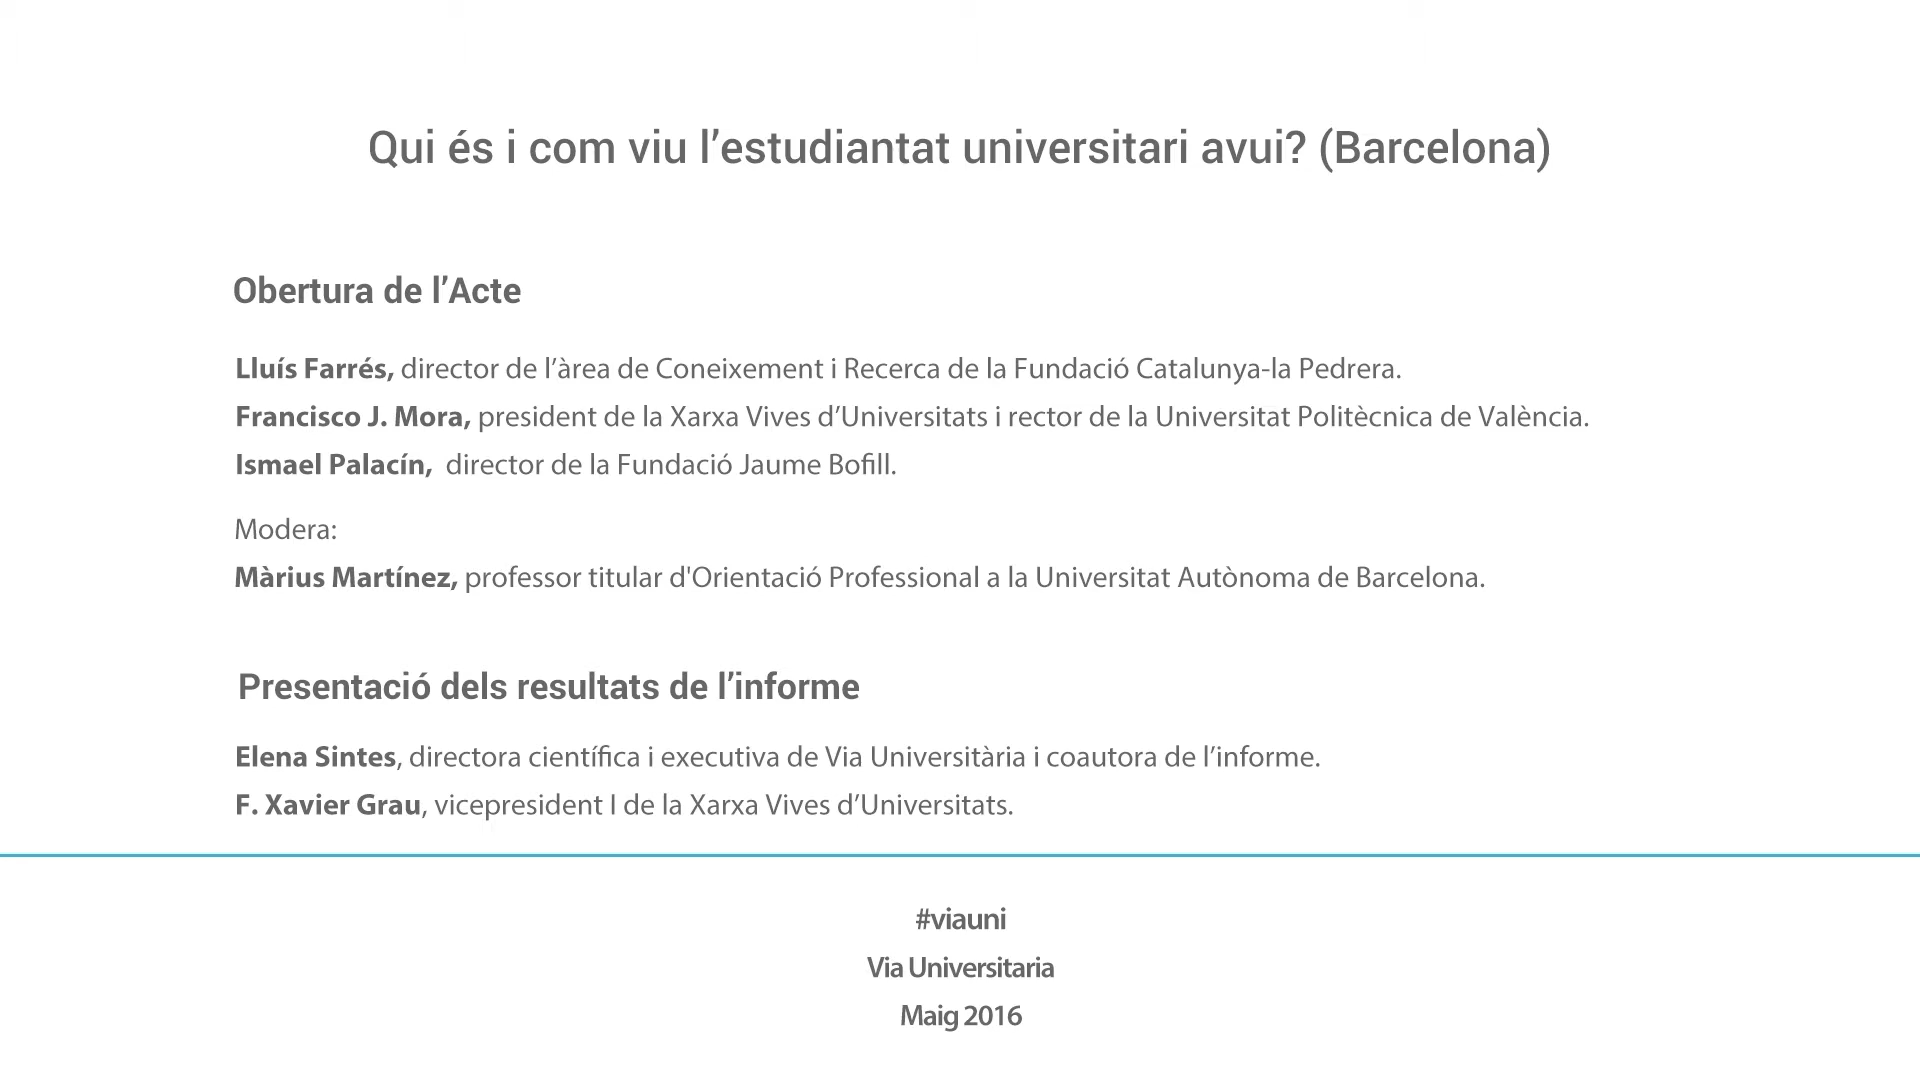 Qui és i com viu l’estudiantat universitari avui? (Barcelona)
Obertura de l’Acte
Lluís Farrés, director de l’àrea de Coneixement i Recerca de la Fundació Catalunya-la Pedrera.
Francisco J. Mora, president de la Xarxa Vives d’Universitats i rector de la Universitat Politècnica de València.
Ismael Palacín, director de la Fundació Jaume Bofill.
Modera:
Màrius Martínez, professor titular d'Orientació Professional a la Universitat Autònoma de Barcelona.
Presentació dels resultats de l’informe
Elena Sintes, directora científica i executiva de Via Universitària i coautora de l’informe.
F. Xavier Grau, vicepresident I de la Xarxa Vives d’Universitats.
#viauni
Via Universitaria
Maig 2016